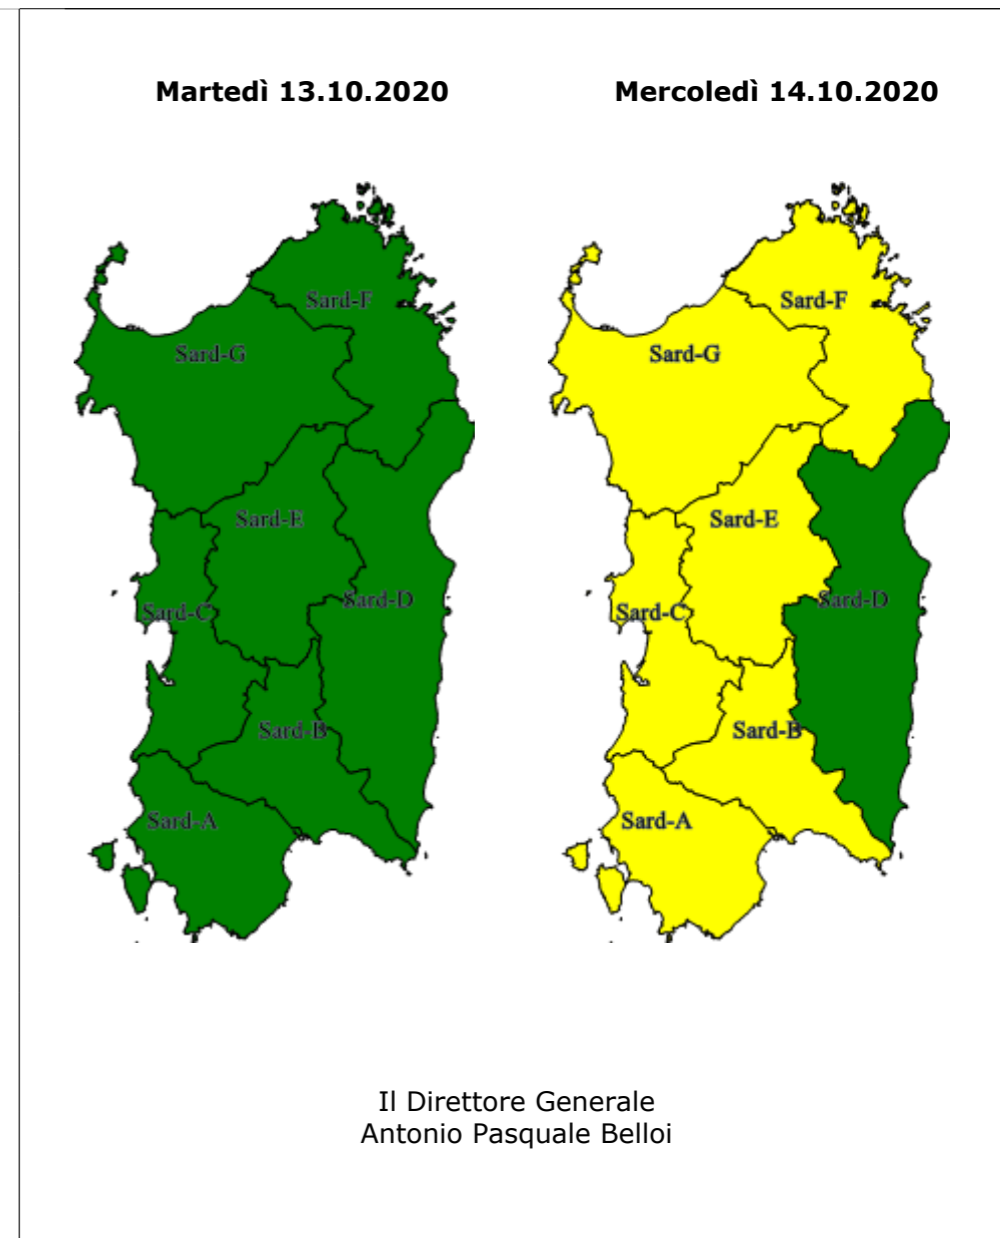 Martedì 13.10.2020
Mercoledì 14.10.2020
Sard-F
Sard-G
Sard-E
Sard-D
Sard-C
Sard-B
Sard-A
Sard-F
Sard-G
Sard-E
Sard-D
Sard-C
Sard-B
Sard-A
Il Direttore Generale
Antonio Pasquale Belloi